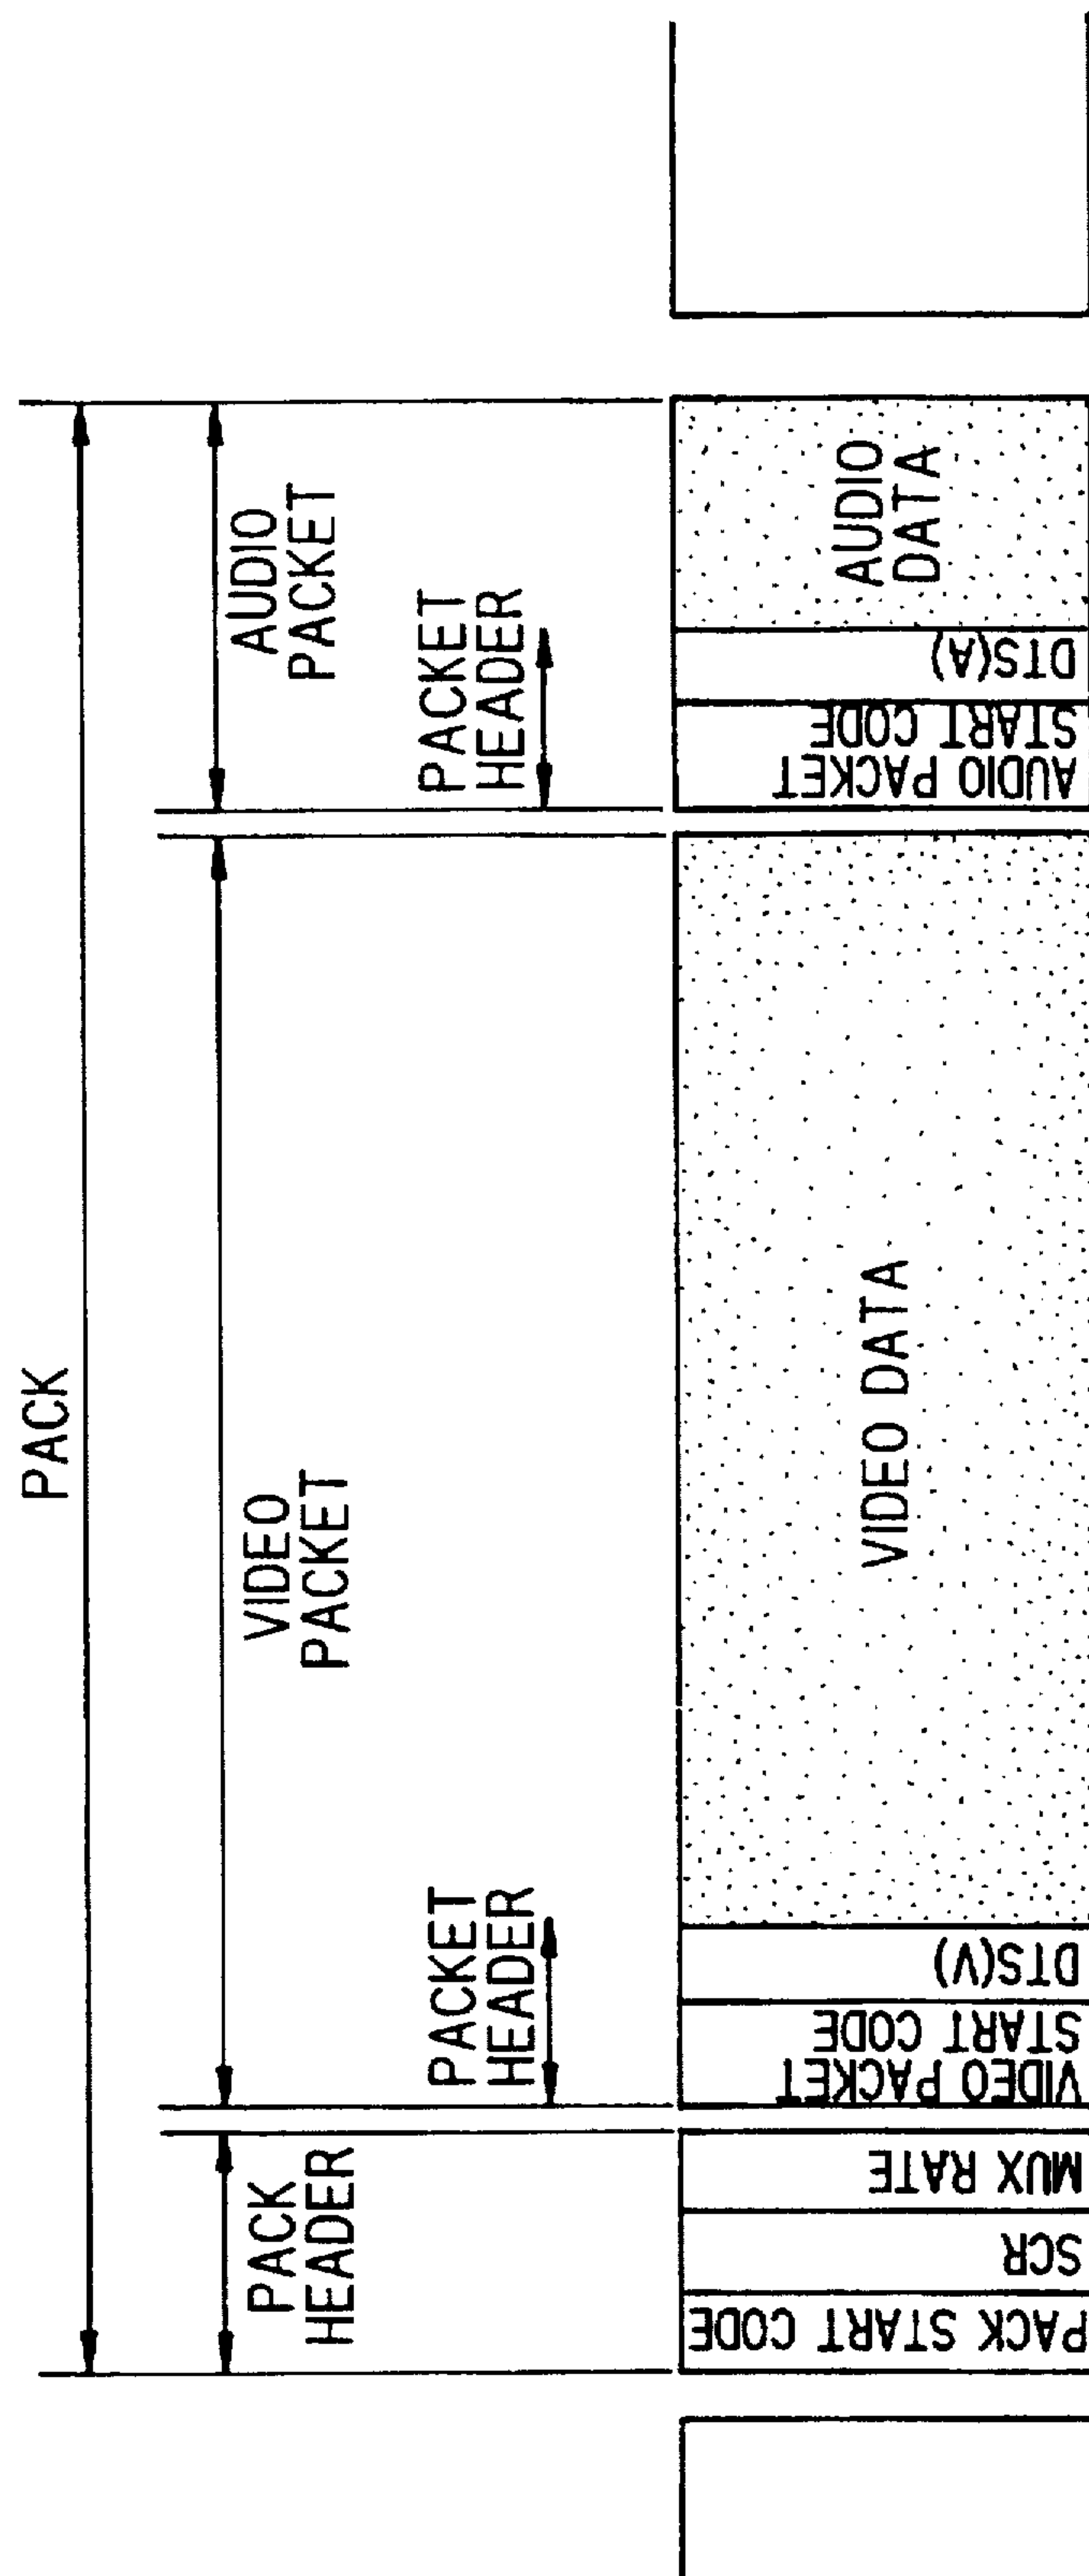 PACK
PACK
HEADER
VIDEO
PACKET
AUDIO
PACKET
PACKET
HEADER
PACKET
HEADER
PACK START CODE
SCR
MUX RATE
VIDEO PACKET
START CODE
DTS(V)
VIDEO DATA
AUDIO PACKET
START CODE
DTS(A)
AUDIO
DATA